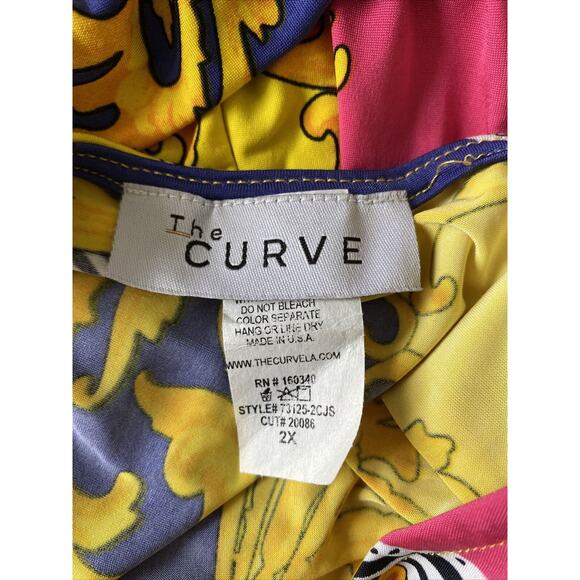 The
CURVE
DO NOT BLEACH
COLOR SEPARATE
HANG OR LINE DRY
MADE IN U.S.A.
WWW.THECURVELA.COM
RN # 160340
STYLE# 73125-2CJS
CUT# 20086
2X